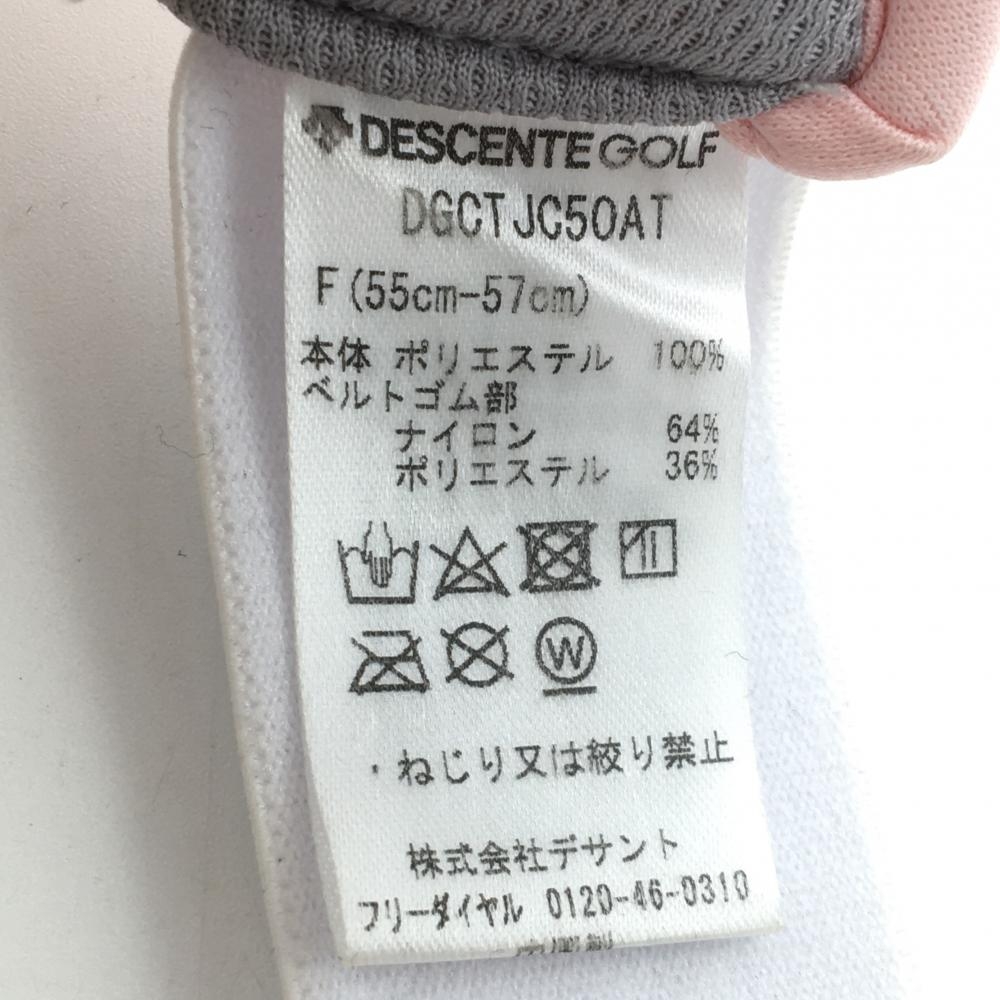 DESCENTE GOLF
DGCTJC50AT
F(55cm-57cm)
本体 ポリエステル 100%
ベルトゴム部
ナイロン 64%
ポリエステル 36%
W
・ねじり又は絞り禁止
株式会社デサント
フリーダイヤル 0120-46-0310